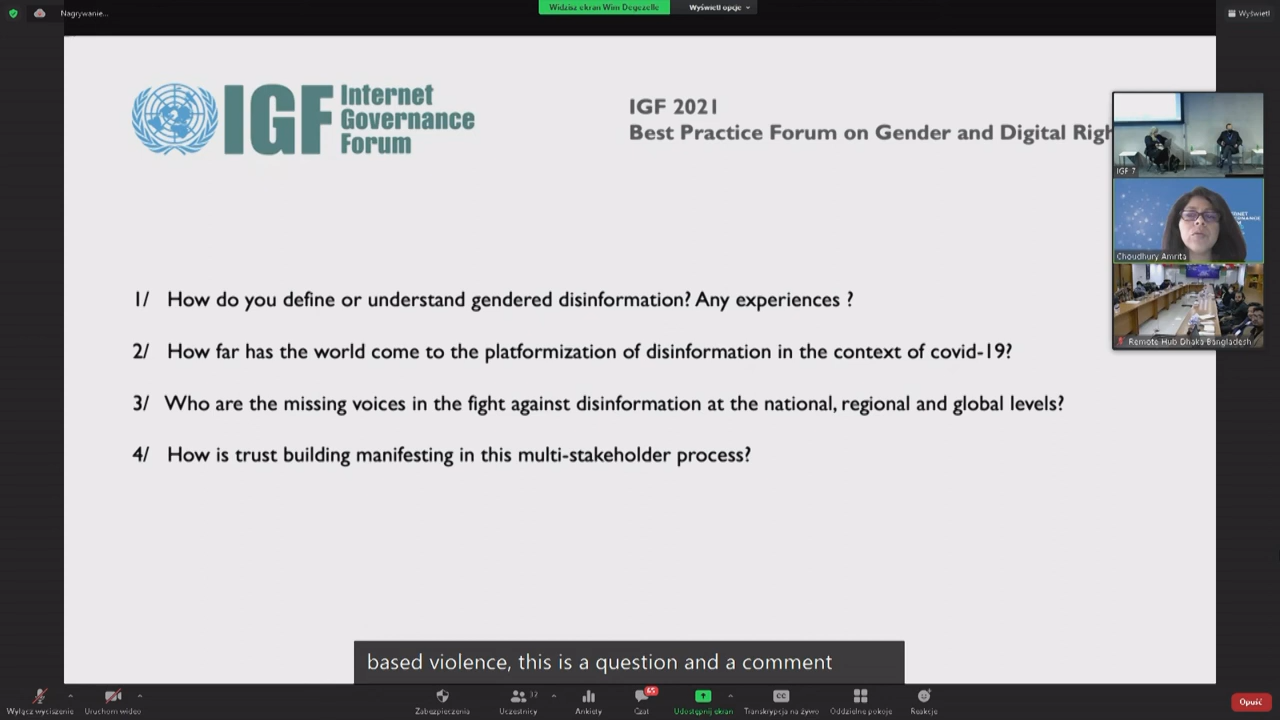 Nagrywanie...
Widzisz ekran Wim Degezelle
Wyświetl opcje
Wyświetl
IGF
Internet
Governance
Forum
IGF 2021
Best Practice Forum on Gender and Digital Righ
IGF 7
Choudhury Amrita
Remote Hub Dhaka Bangladesh
1/ How do you define or understand gendered disinformation? Any experiences ?
2/ How far has the world come to the platformization of disinformation in the context of covid-19?
3/ Who are the missing voices in the fight against disinformation at the national, regional and global levels?
4/ How is trust building manifesting in this multi-stakeholder process?
based violence, this is a question and a comment
Wyłącz wyciszenie
Uruchom wideo
Zabezpieczenia
Uczestnicy
Ankiety
65
Czat
Udostępnij ekran
CC
Transkrypcja na żywo
Oddzielne pokoje
Reakcje
Opuść